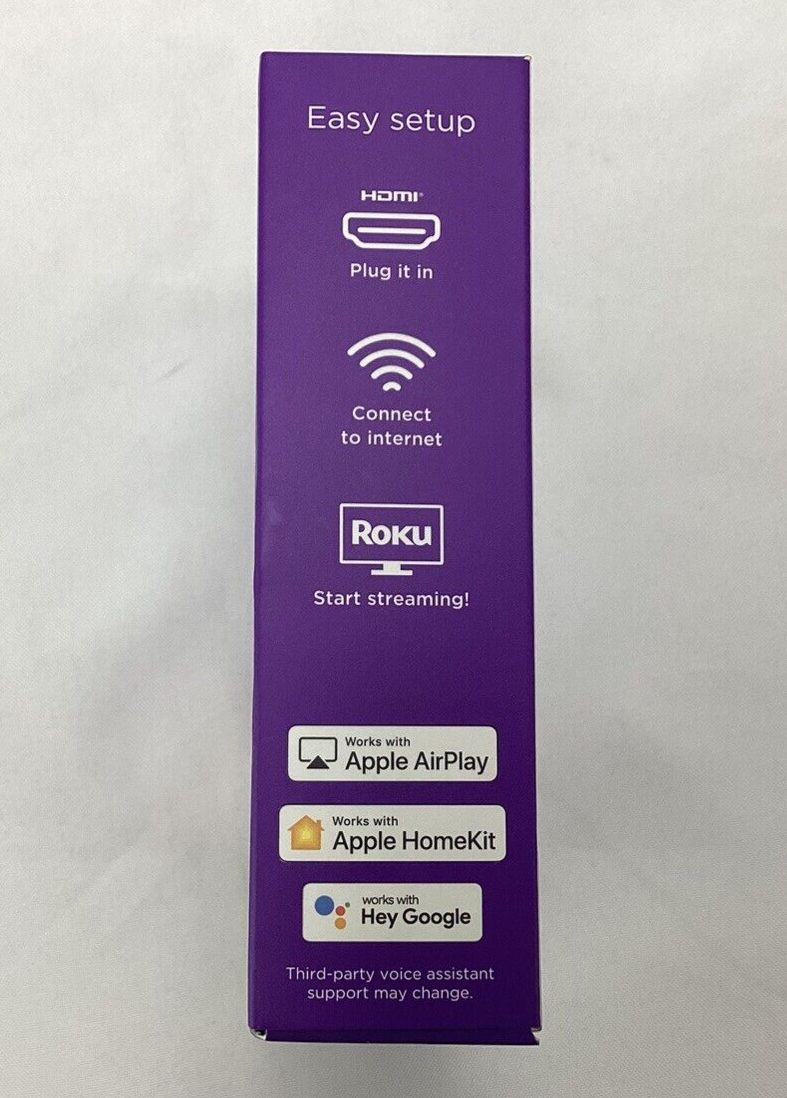 Easy setup
HDMI®
Plug it in
Connect
to internet
Roku
Start streaming!
Works with
Apple AirPlay
Works with
Apple HomeKit
works with
Hey Google
Third-party voice assistant
support may change.